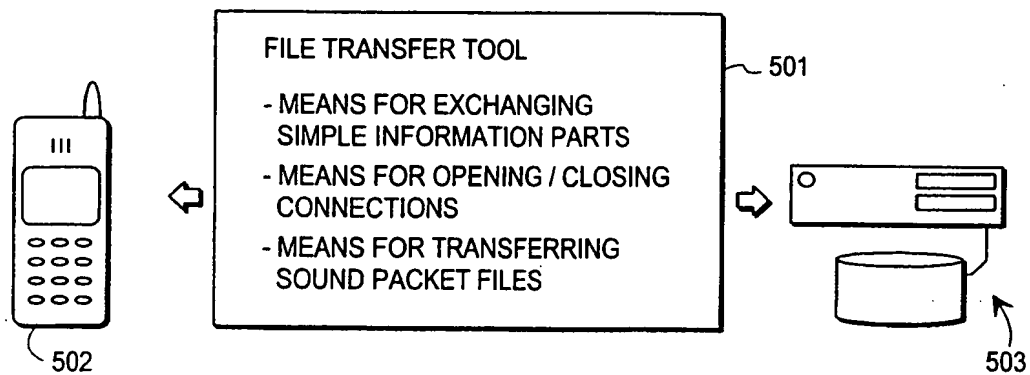 FILE TRANSFER TOOL
- MEANS FOR EXCHANGING
SIMPLE INFORMATION PARTS
- MEANS FOR OPENING / CLOSING
CONNECTIONS
- MEANS FOR TRANSFERRING
SOUND PACKET FILES
501
502
503